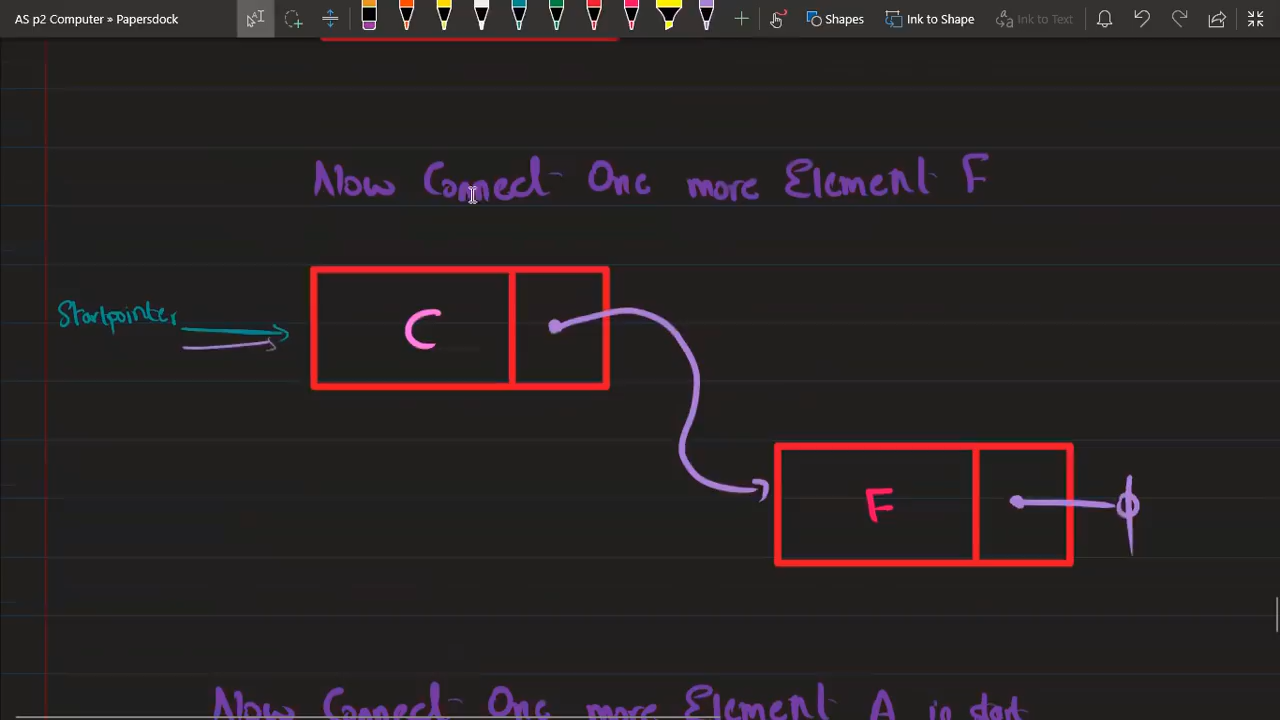 AS p2 Computer » Papersdock
Shapes
Ink to Shape
Ink to Text
Now Connect One more Element F
Startpointer
C
F
Now Connect One more Element A in start